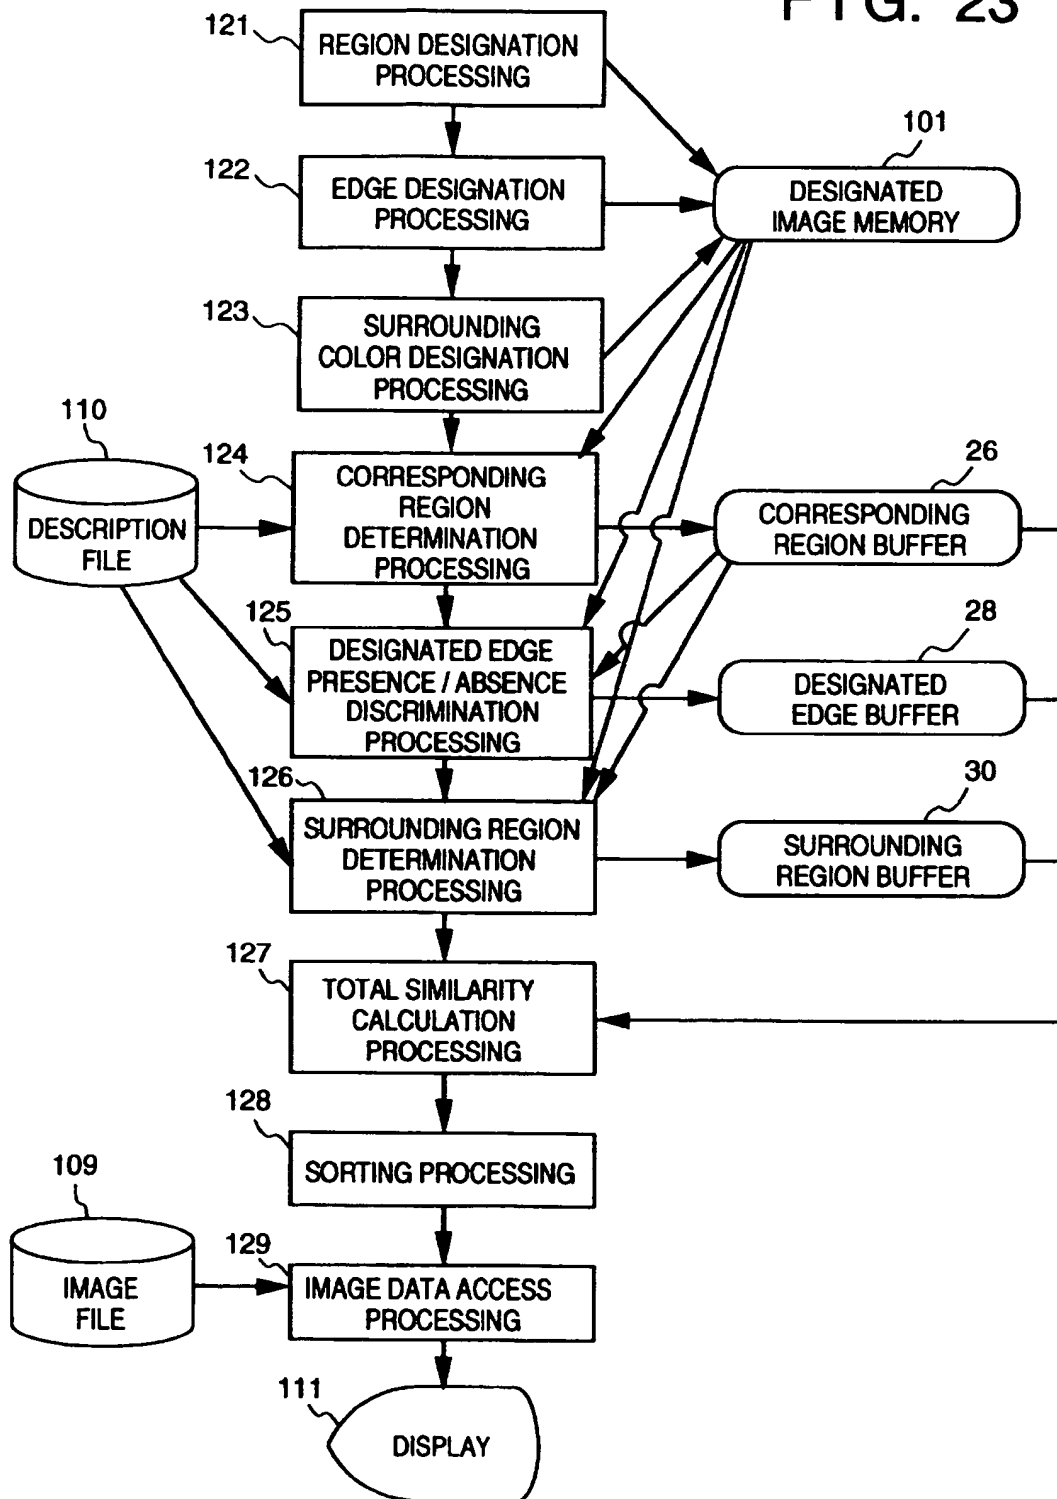 FIG. 23
121
REGION DESIGNATION
PROCESSING
101
122
EDGE DESIGNATION
PROCESSING
DESIGNATED
IMAGE MEMORY
123
SURROUNDING
COLOR DESIGNATION
PROCESSING
110
DESCRIPTION
FILE
124
CORRESPONDING
REGION
DETERMINATION
PROCESSING
26
CORRESPONDING
REGION BUFFER
125
DESIGNATED EDGE
PRESENCE / ABSENCE
DISCRIMINATION
PROCESSING
28
DESIGNATED
EDGE BUFFER
126
SURROUNDING REGION
DETERMINATION
PROCESSING
30
SURROUNDING
REGION BUFFER
127
TOTAL SIMILARITY
CALCULATION
PROCESSING
128
SORTING PROCESSING
109
IMAGE
FILE
129
IMAGE DATA ACCESS
PROCESSING
111
DISPLAY